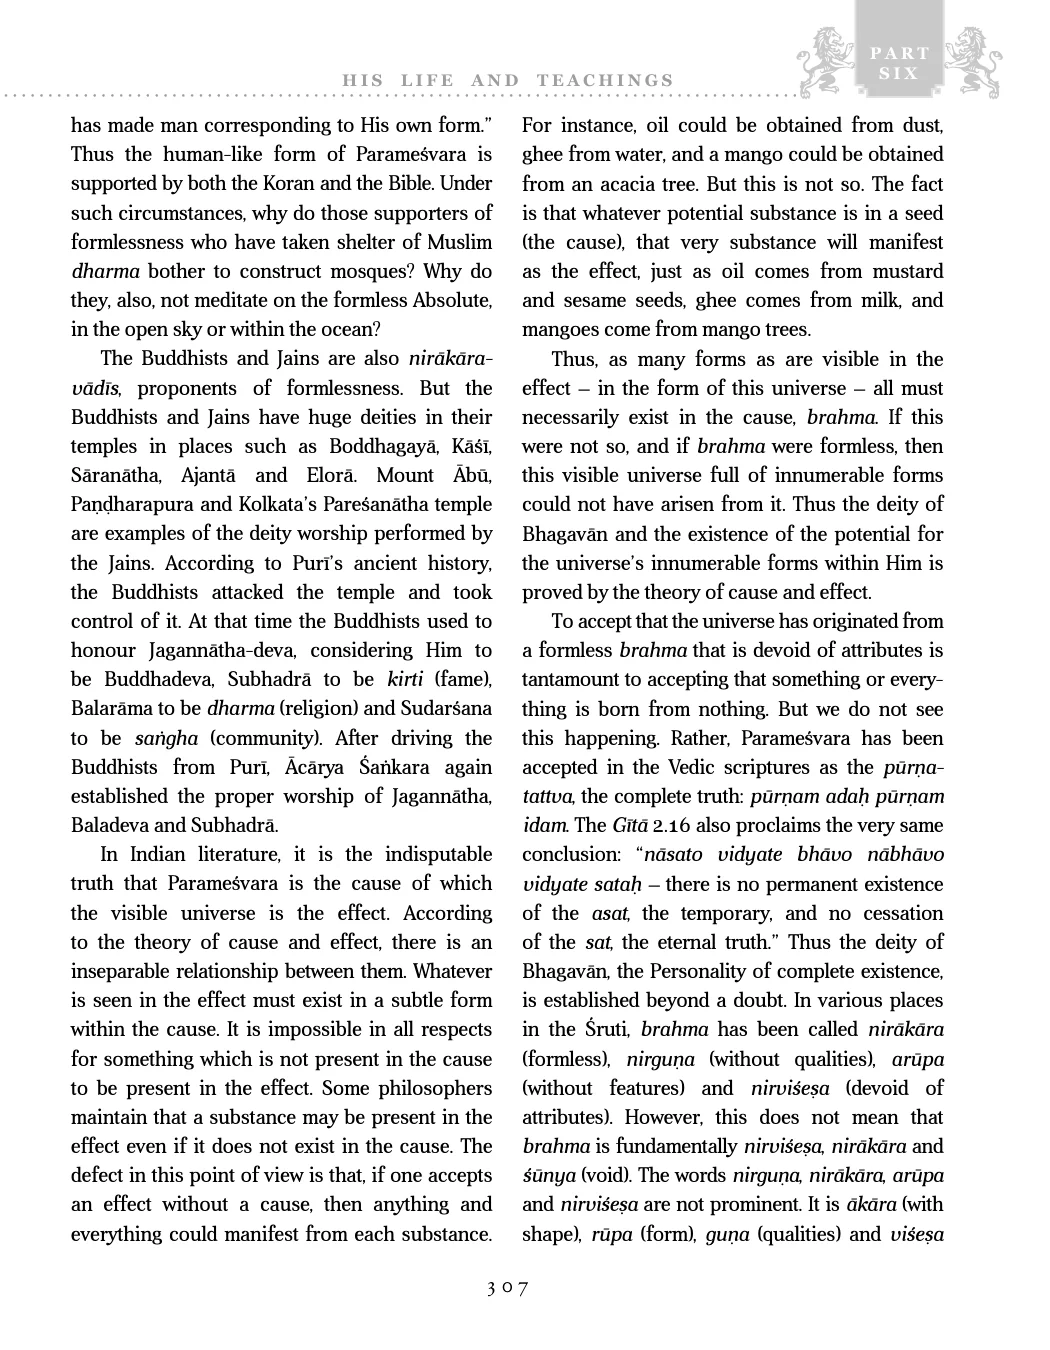 PART
SIX
HIS LIFE AND TEACHINGS
has made man corresponding to His own form.”
Thus the human-like form of Parameśvara is
supported by both the Koran and the Bible. Under
such circumstances, why do those supporters of
formlessness who have taken shelter of Muslim
dharma bother to construct mosques? Why do
they, also, not meditate on the formless Absolute,
in the open sky or within the ocean?
The Buddhists and Jains are also nirākāra-
vādīs, proponents of formlessness. But the
Buddhists and Jains have huge deities in their
temples in places such as Boddhagayā, Kāśī,
Sāranātha, Ajantā and Elorā. Mount Ābū,
Paṇḍharapura and Kolkata’s Pareśanātha temple
are examples of the deity worship performed by
the Jains. According to Purī’s ancient history,
the Buddhists attacked the temple and took
control of it. At that time the Buddhists used to
honour Jagannātha-deva, considering Him to
be Buddhadeva, Subhadrā to be kirti (fame),
Balarāma to be dharma (religion) and Sudarśana
to be saṅgha (community). After driving the
Buddhists from Purī, Ācārya Śaṅkara again
established the proper worship of Jagannātha,
Baladeva and Subhadrā.
In Indian literature, it is the indisputable
truth that Parameśvara is the cause of which
the visible universe is the effect. According
to the theory of cause and effect, there is an
inseparable relationship between them. Whatever
is seen in the effect must exist in a subtle form
within the cause. It is impossible in all respects
for something which is not present in the cause
to be present in the effect. Some philosophers
maintain that a substance may be present in the
effect even if it does not exist in the cause. The
defect in this point of view is that, if one accepts
an effect without a cause, then anything and
everything could manifest from each substance.
For instance, oil could be obtained from dust,
ghee from water, and a mango could be obtained
from an acacia tree. But this is not so. The fact
is that whatever potential substance is in a seed
(the cause), that very substance will manifest
as the effect, just as oil comes from mustard
and sesame seeds, ghee comes from milk, and
mangoes come from mango trees.
Thus, as many forms as are visible in the
effect – in the form of this universe – all must
necessarily exist in the cause, brahma. If this
were not so, and if brahma were formless, then
this visible universe full of innumerable forms
could not have arisen from it. Thus the deity of
Bhagavān and the existence of the potential for
the universe’s innumerable forms within Him is
proved by the theory of cause and effect.
To accept that the universe has originated from
a formless brahma that is devoid of attributes is
tantamount to accepting that something or every-
thing is born from nothing. But we do not see
this happening. Rather, Parameśvara has been
accepted in the Vedic scriptures as the pūrṇa-
tattva, the complete truth: pūrṇam adaḥ pūrṇam
idam. The Gītā 2.16 also proclaims the very same
conclusion: “nāsato vidyate bhāvo nābhāvo
vidyate sataḥ – there is no permanent existence
of the asat, the temporary, and no cessation
of the sat, the eternal truth.” Thus the deity of
Bhagavān, the Personality of complete existence,
is established beyond a doubt. In various places
in the Śruti, brahma has been called nirākāra
(formless), nirguṇa (without qualities), arūpa
(without features) and nirviśeṣa (devoid of
attributes). However, this does not mean that
brahma is fundamentally nirviśeṣa, nirākāra and
śūnya (void). The words nirguṇa, nirākāra, arūpa
and nirviśeṣa are not prominent. It is ākāra (with
shape), rūpa (form), guṇa (qualities) and viśeṣa
307